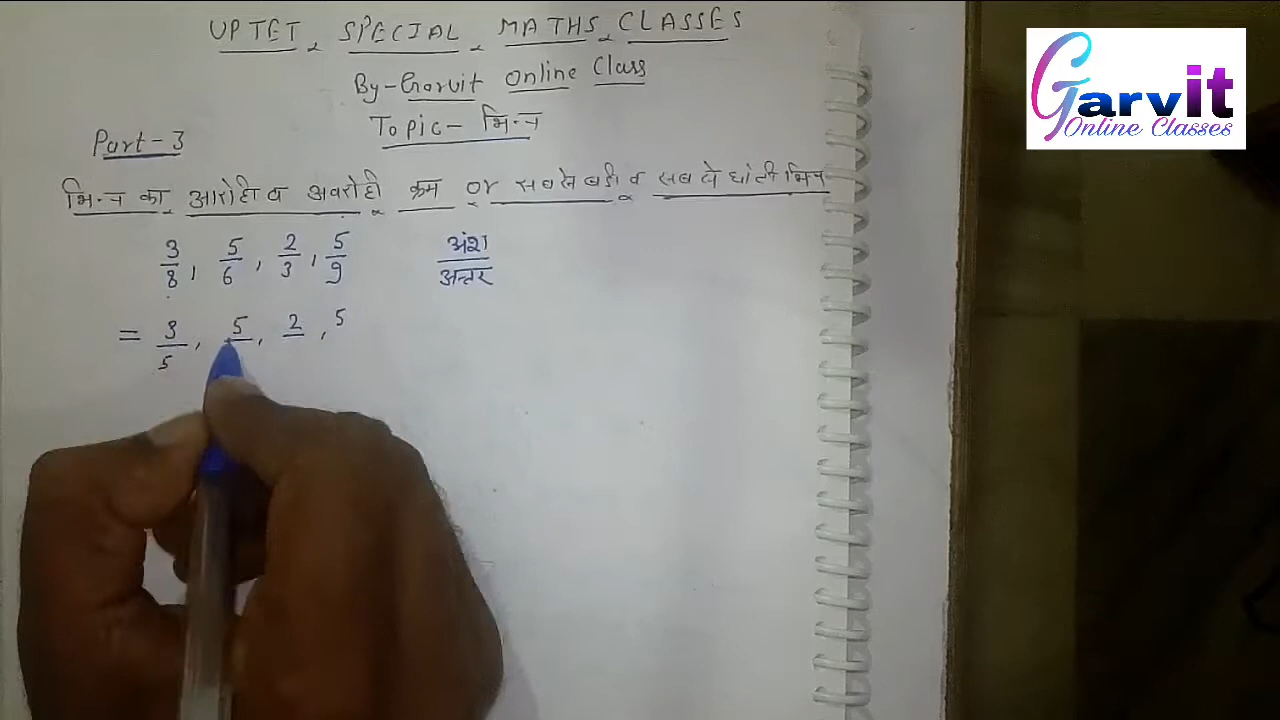 UPTET SPECIAL MATHS CLASSES
By-Garvit Online Class
Topic- भिन्न
Part-3
भिन्न का आरोही व अवरोही क्रम or सबसे बडी व सबसे छोटी भिन्न
3/8, 5/6, 2/3, 5/9 अंश/अन्तर
= 3/5, 5, 2, 5
Garvit
Online Classes